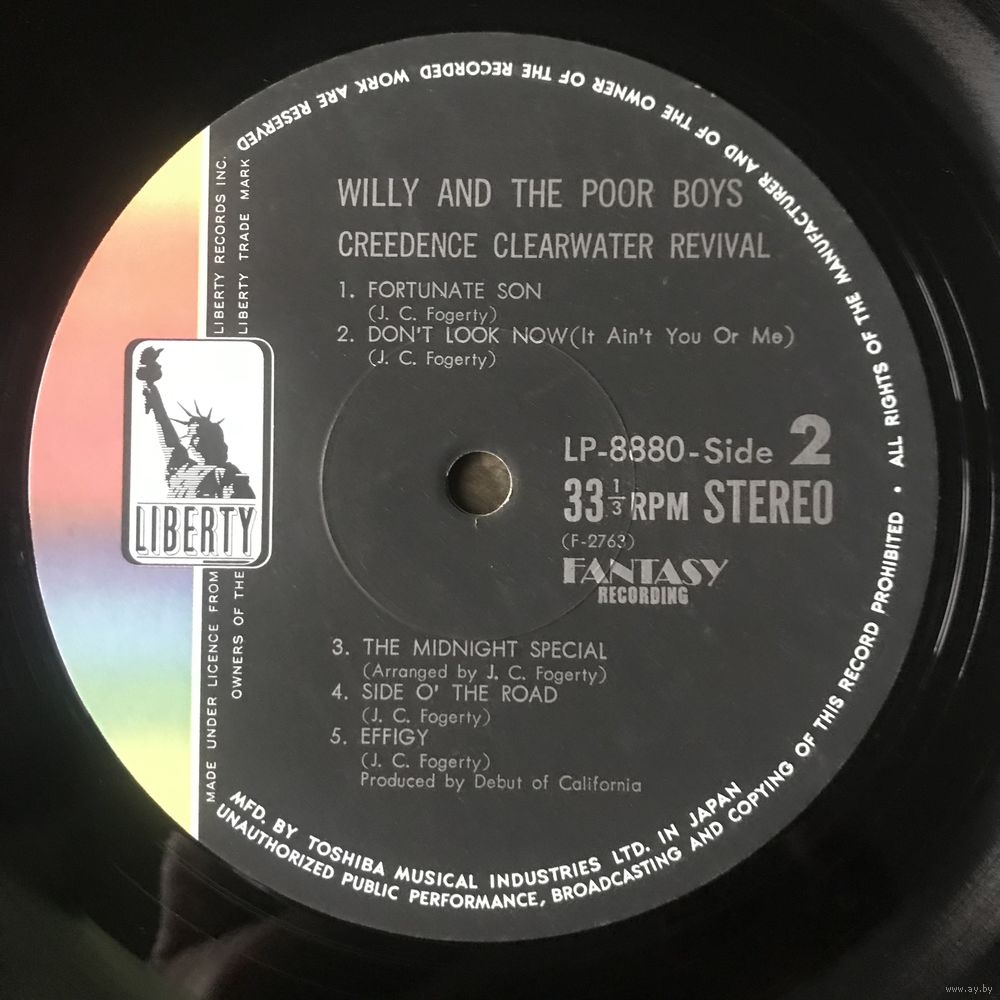 WILLY AND THE POOR BOYS
CREEDENCE CLEARWATER REVIVAL
1. FORTUNATE SON
(J. C. Fogerty)
2. DON'T LOOK NOW(It Ain't You Or Me)
(J. C. Fogerty)
LP-8880-Side 2
33 1/3 RPM STEREO
(F-2763)
FANTASY
RECORDING
LIBERTY
3. THE MIDNIGHT SPECIAL
(Arranged by J. C. Fogerty)
4. SIDE O' THE ROAD
(J. C. Fogerty)
5. EFFIGY
(J. C. Fogerty)
Produced by Debut of California
MADE UNDER LICENCE FROM LIBERTY RECORDS INC.
OWNERS OF THE LIBERTY TRADE MARK
MFD. BY TOSHIBA MUSICAL INDUSTRIES LTD. IN JAPAN
UNAUTHORIZED PUBLIC PERFORMANCE, BROADCASTING AND COPYING OF THIS RECORD PROHIBITED • ALL RIGHTS OF THE MANUFACTURER AND OF THE OWNER OF THE RECORDED WORK ARE RESERVED
www.ay.by